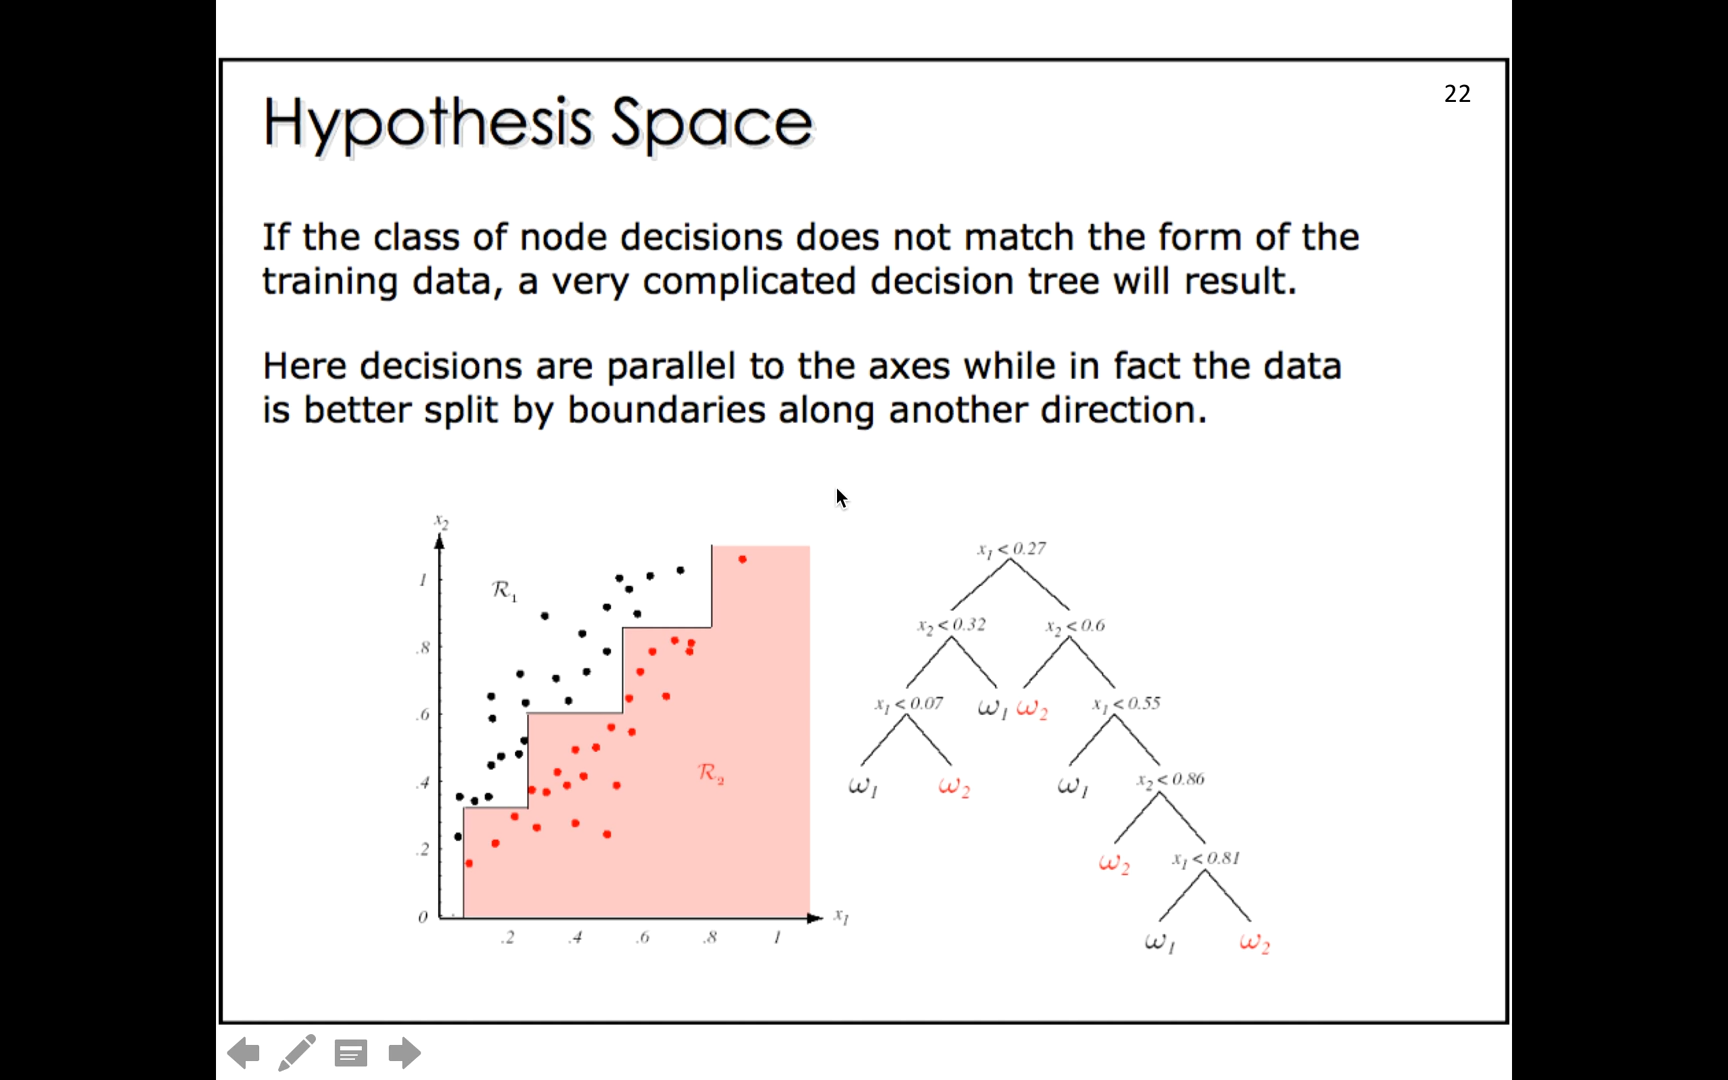 22
Hypothesis Space
If the class of node decisions does not match the form of the
training data, a very complicated decision tree will result.
Here decisions are parallel to the axes while in fact the data
is better split by boundaries along another direction.
x₂
1
.8
.6
.4
.2
0
.2 .4 .6 .8 1
x₁
R₁
R₂
x₁ < 0.27
x₂ < 0.32 x₂ < 0.6
x₁ < 0.07 ω₁ ω₂ x₁ < 0.55
ω₁ ω₂ ω₁ x₂ < 0.86
ω₂ x₁ < 0.81
ω₁ ω₂